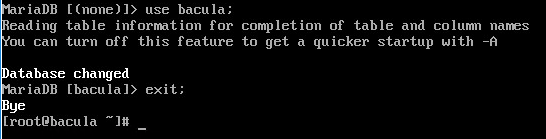 MariaDB [(none)]> use bacula;
Reading table information for completion of table and column names
You can turn off this feature to get a quicker startup with -A
Database changed
MariaDB [bacula]> exit;
Bye
[root@bacula ~]# _